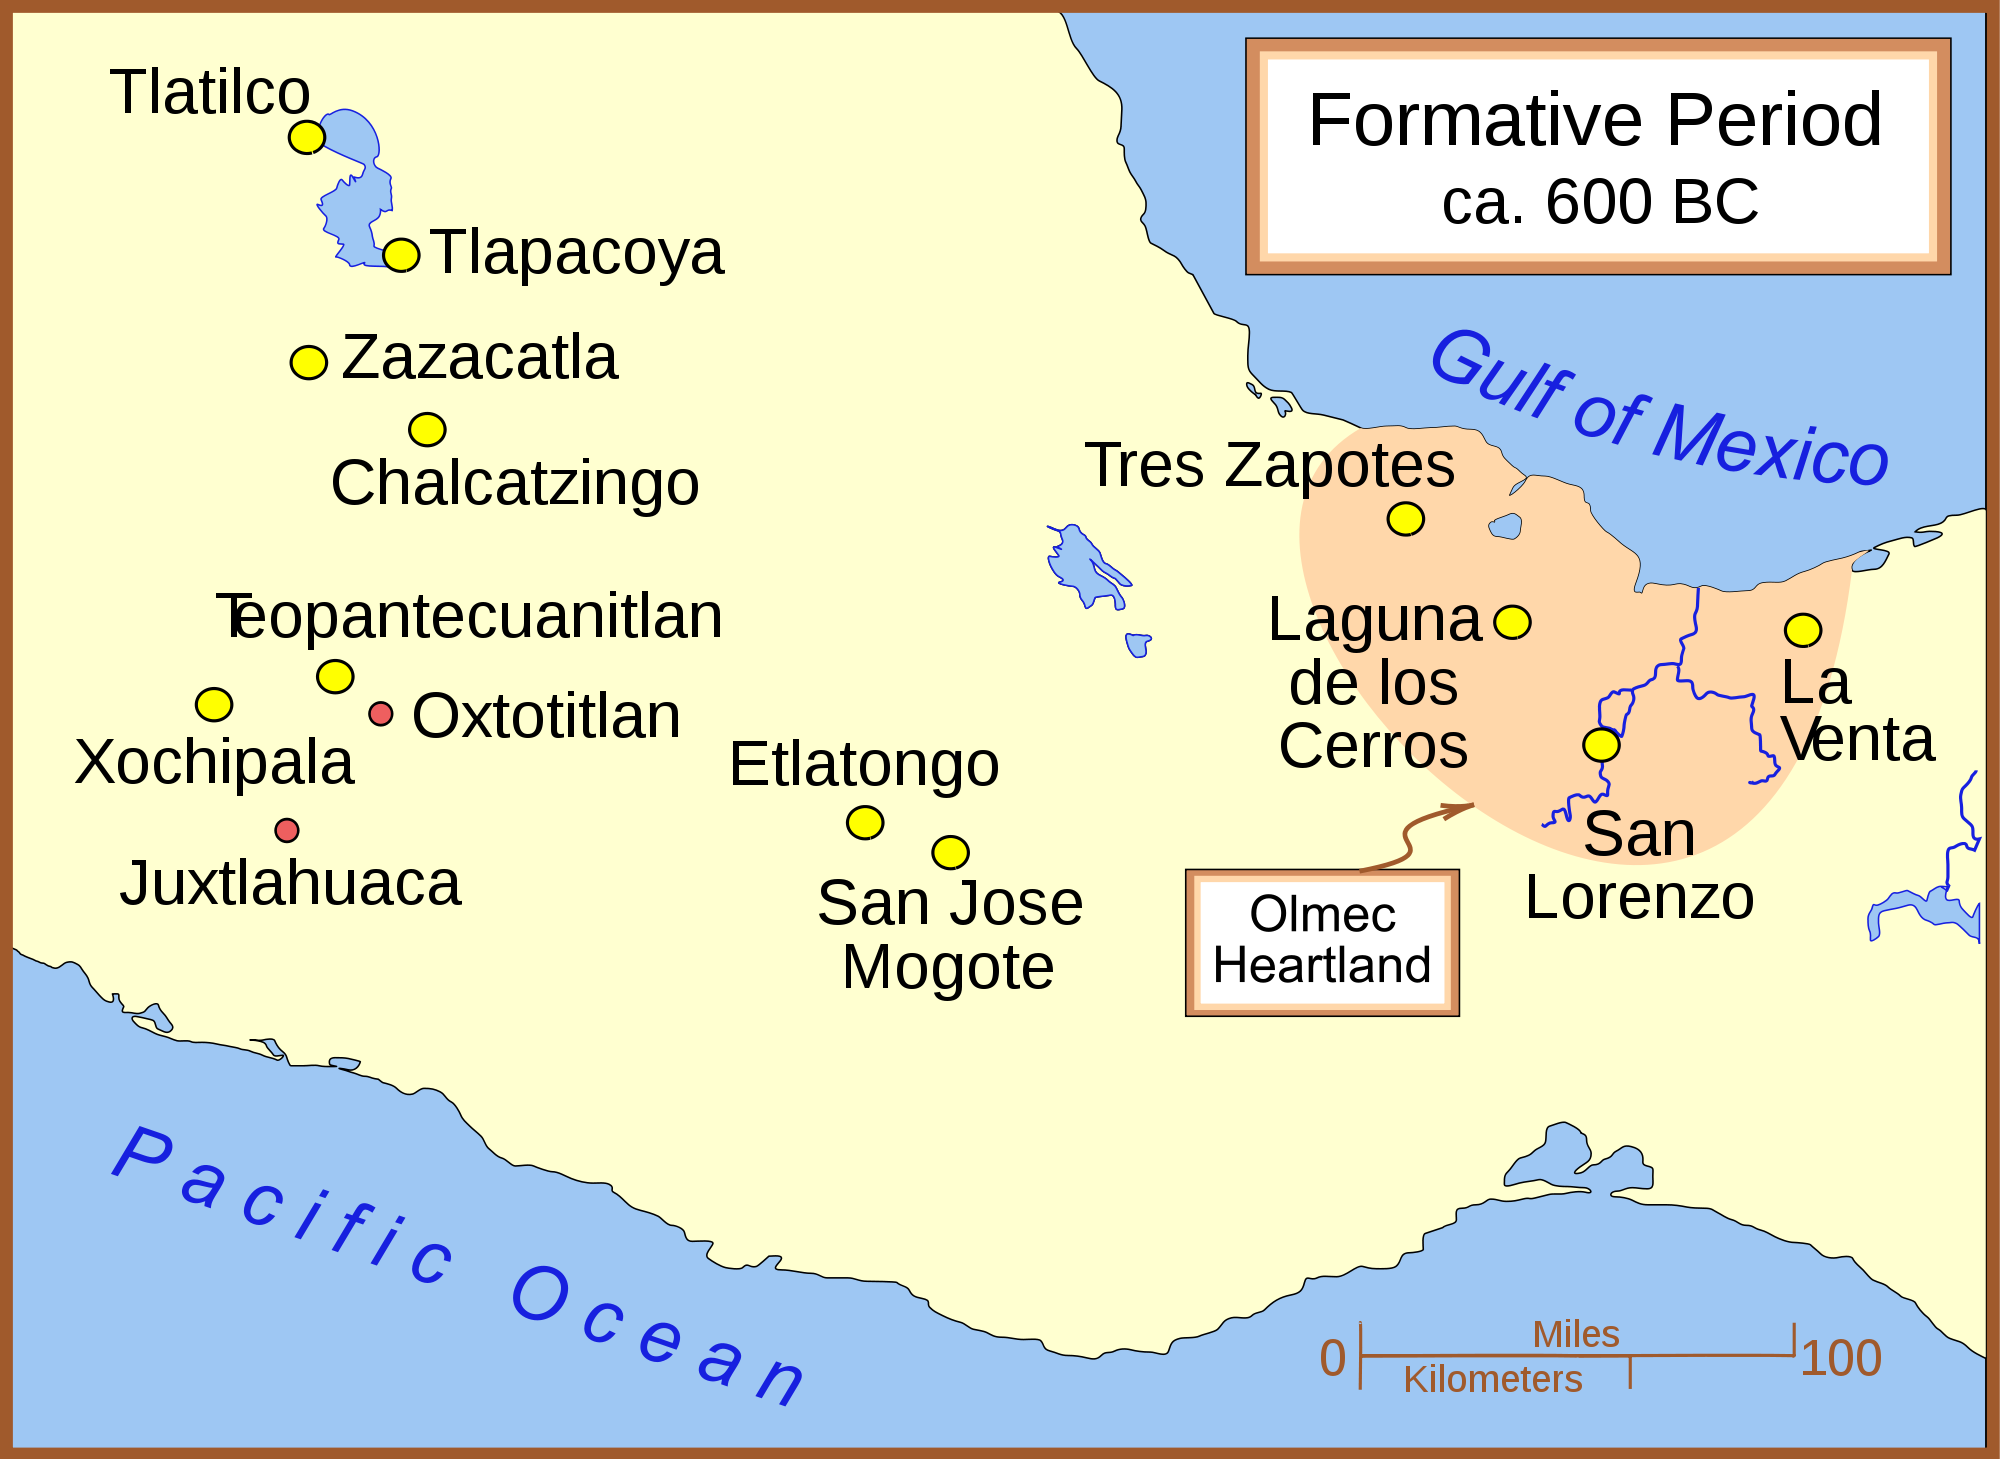 Formative Period
ca. 600 BC
Tlatilco
Tlapacoya
Zazacatla
Chalcatzingo
Gulf of Mexico
Tres Zapotes
Teopantecuanitlan
Laguna
de los
Cerros
La
Venta
Oxtotitlan
Xochipala
Etlatongo
Juxtlahuaca
San Jose
Mogote
San
Lorenzo
Olmec
Heartland
Pacific Ocean
Miles
0
100
Kilometers